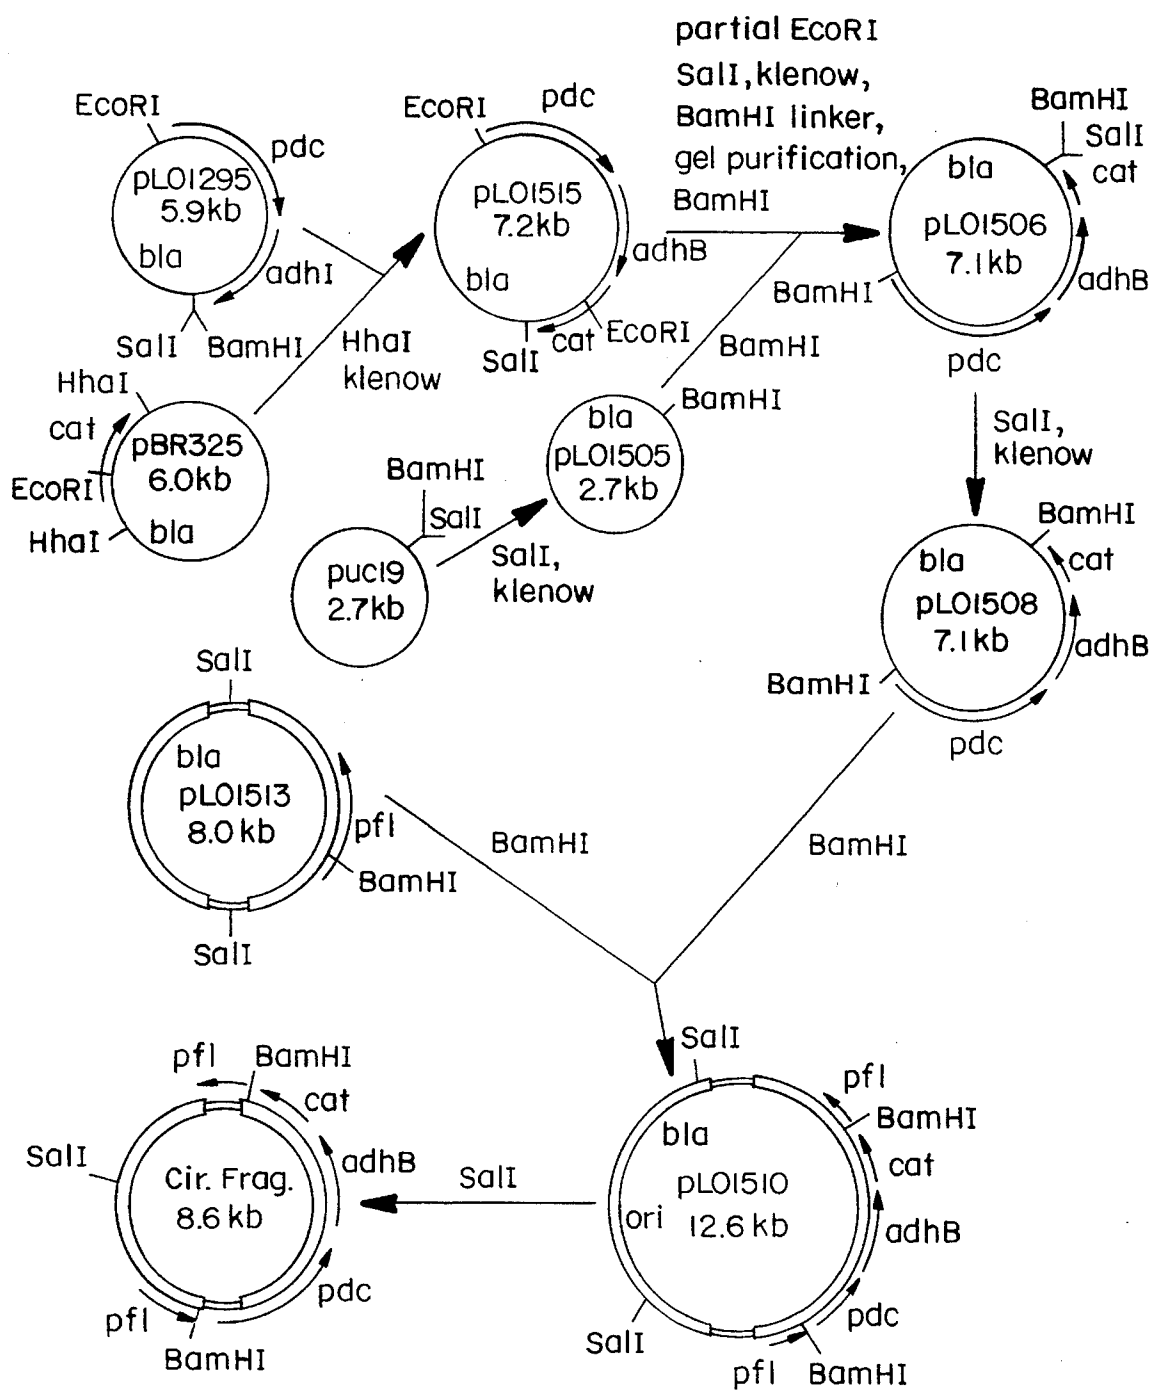 partial EcoRI
SalI, klenow,
BamHI linker,
gel purification,
BamHI
EcoRI
pdc
pLOI295
5.9kb
bla
adhI
SalI
BamHI
EcoRI
pdc
pLOI515
7.2kb
adhB
bla
EcoRI
cat
SalI
BamHI
SalI
cat
bla
pLOI506
7.1kb
adhB
BamHI
pdc
HhaI
klenow
HhaI
cat
pBR325
6.0kb
EcoRI
HhaI
bla
BamHI
BamHI
bla
pLOI505
2.7kb
BamHI
SalI
puc19
2.7kb
SalI,
klenow
SalI,
klenow
BamHI
cat
bla
pLOI508
7.1kb
adhB
BamHI
pdc
SalI
bla
pLOI513
8.0kb
pfl
BamHI
SalI
BamHI
BamHI
SalI
pfl
BamHI
cat
bla
pLOI510
12.6 kb
ori
adhB
pdc
SalI
pfl
BamHI
SalI
pfl
BamHI
cat
adhB
SalI
Cir. Frag.
8.6 kb
pdc
pfl
BamHI